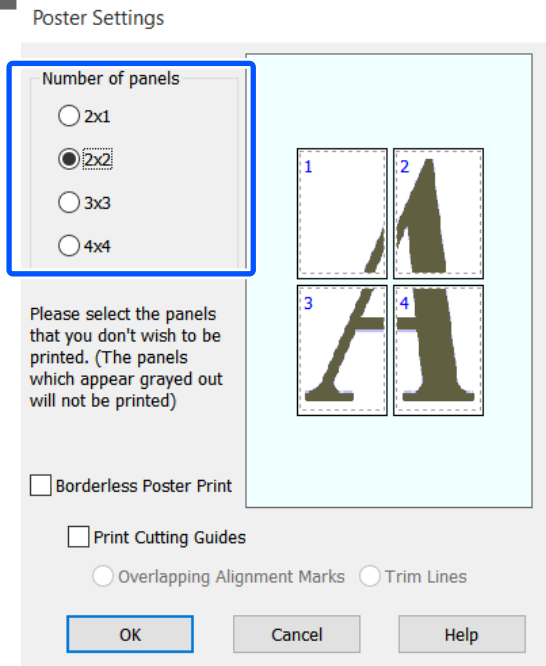 Poster Settings
Number of panels
2x1
2x2
3x3
4x4
1
2
3
4
Please select the panels
that you don't wish to be
printed. (The panels
which appear grayed out
will not be printed)
Borderless Poster Print
Print Cutting Guides
Overlapping Alignment Marks
Trim Lines
OK
Cancel
Help